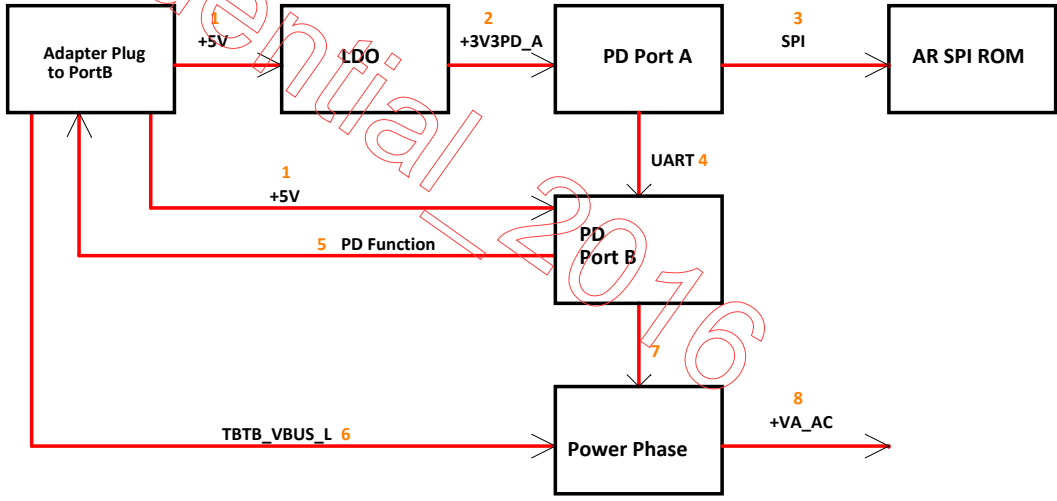 1
+5V
2
+3V3PD_A
3
SPI
Adapter Plug
to PortB
LDO
PD Port A
AR SPI ROM
UART 4
1
+5V
5 PD Function
PD
Port B
7
TBTB_VBUS_L 6
Power Phase
8
+VA_AC
ential_2016